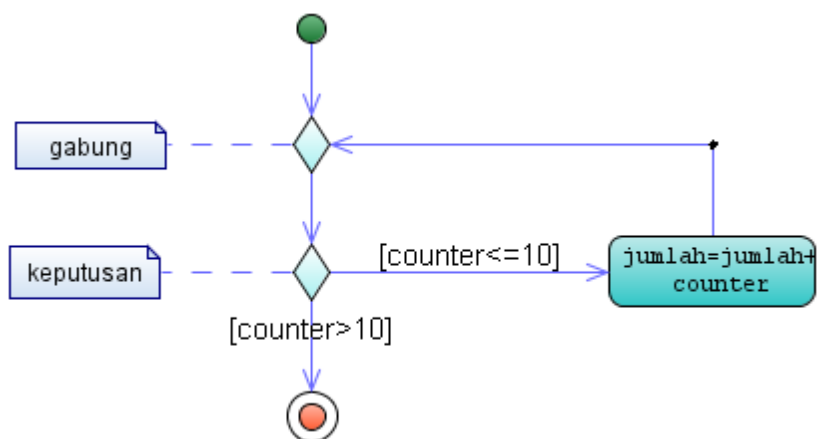 gabung
keputusan
[counter<=10]
jumlah=jumlah+
counter
[counter>10]